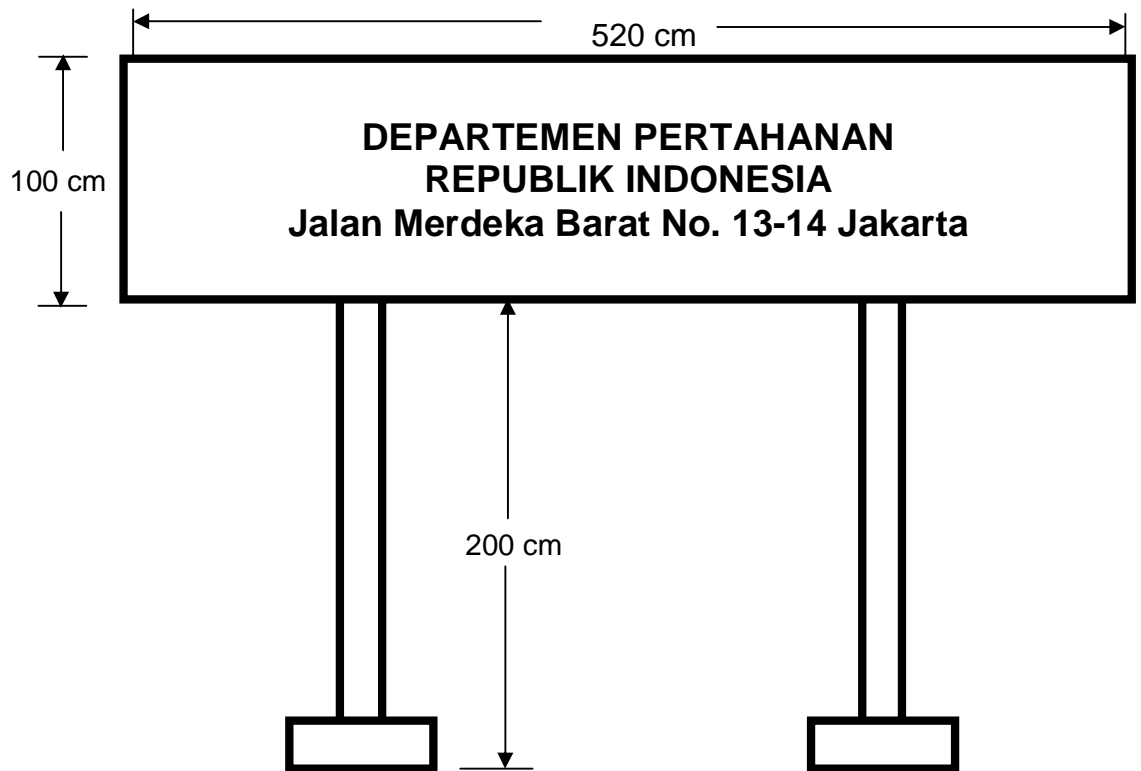 520 cm
DEPARTEMEN PERTAHANAN
REPUBLIK INDONESIA
Jalan Merdeka Barat No. 13-14 Jakarta
100 cm
200 cm